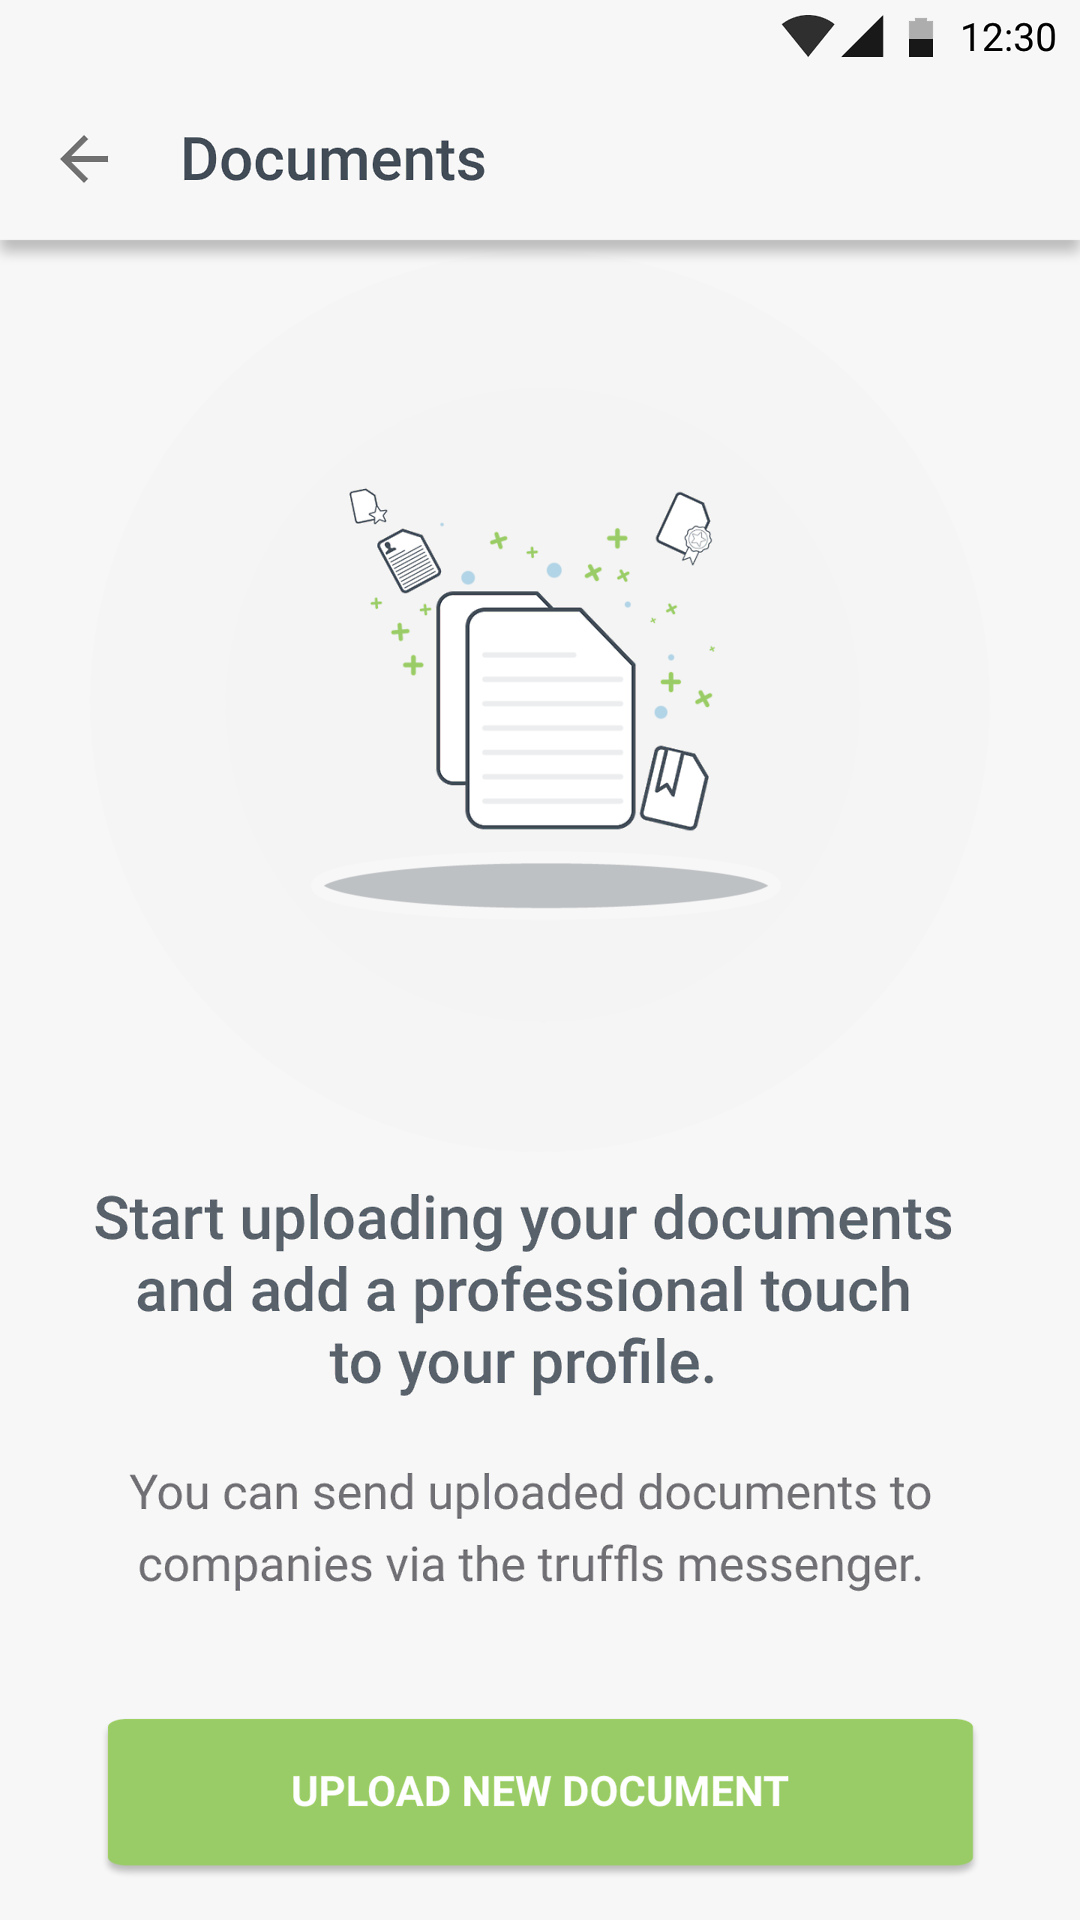 12:30
Documents
Start uploading your documents
and add a professional touch
to your profile.
You can send uploaded documents to
companies via the truffls messenger.
UPLOAD NEW DOCUMENT